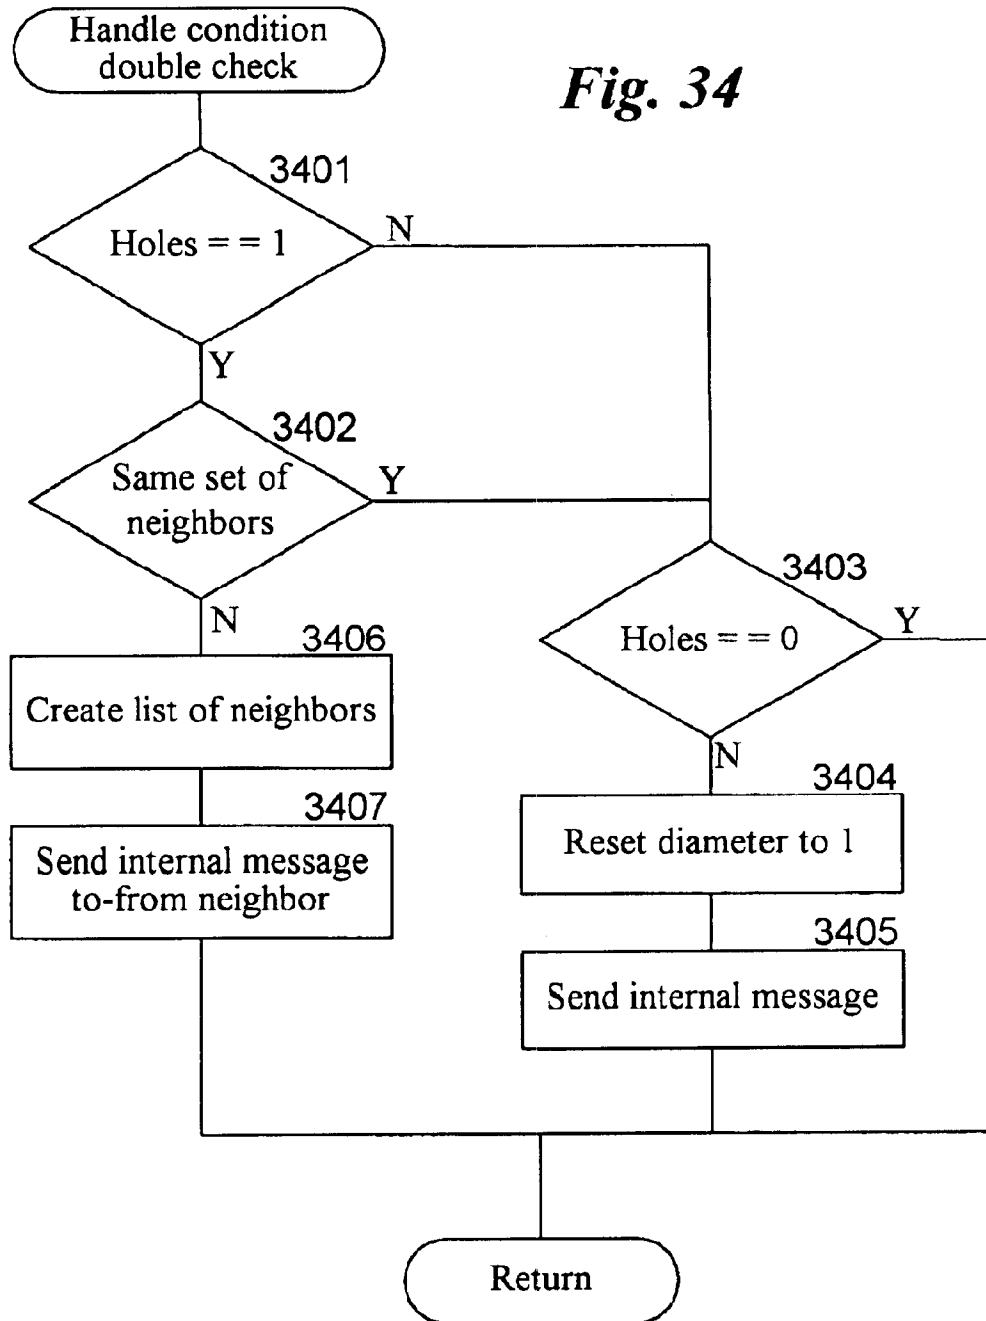 Handle condition
double check
Fig. 34
3401
Holes = = 1
N
Y
3402
Same set of
neighbors
Y
N
3403
Holes = = 0
Y
N
3406
Create list of neighbors
3404
Reset diameter to 1
3407
Send internal message
to-from neighbor
3405
Send internal message
Return